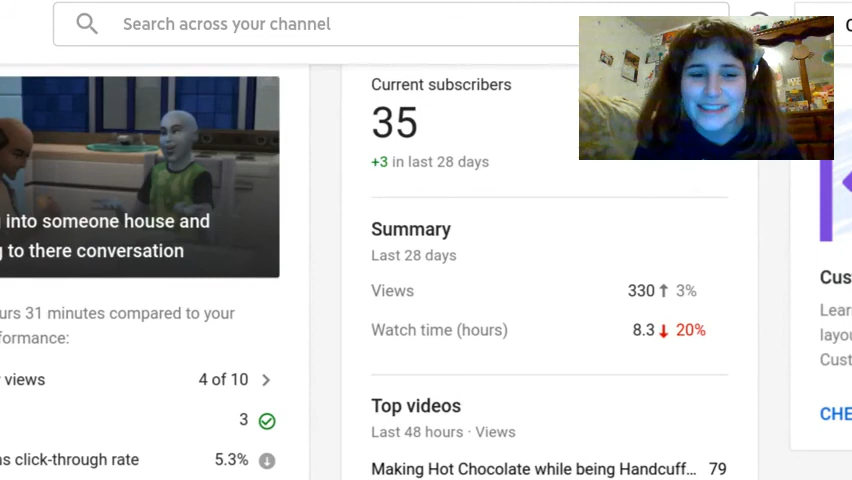 Search across your channel
into someone house and
to there conversation
urs 31 minutes compared to your
formance:
views 4 of 10
3
s click-through rate 5.3%
Current subscribers
35
+3 in last 28 days
Summary
Last 28 days
Views 330 3%
Watch time (hours) 8.3 20%
Top videos
Last 48 hours · Views
Making Hot Chocolate while being Handcuff... 79
Cus
Lear
layou
Cust
CHE